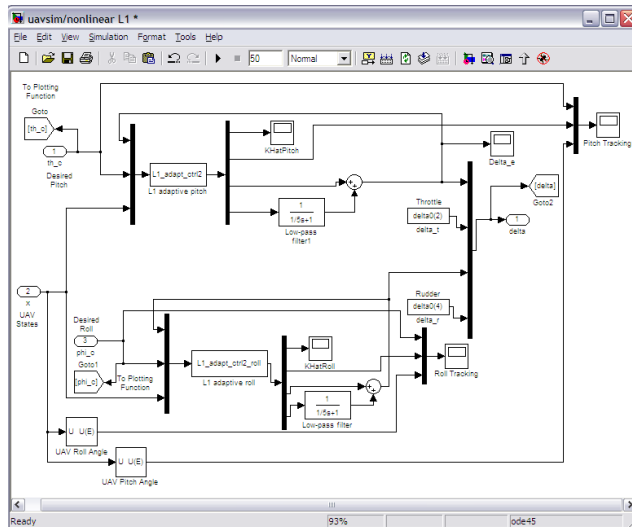 uavsim/nonlinear L1 *
File Edit View Simulation Format Tools Help
50
Normal
To Plotting
Function
Goto
[th_c]
1
th_c
Desired
Pitch
L1_adapt_ctrl2
L1 adaptive pitch
KHatPitch
1
1/5s+1
Low-pass
filter1
Delta_e
Pitch Tracking
Throttle
delta0(2)
delta_t
[delta]
Goto2
1
delta
Rudder
delta0(4)
delta_r
2
x
UAV
States
Desired
Roll
3
phi_c
Goto1
[phi_c]
To Plotting
Function
L1_adapt_ctrl2_roll
L1 adaptive roll
KHatRoll
1
1/5s+1
Low-pass filter
Roll Tracking
U U(E)
UAV Roll Angle
U U(E)
UAV Pitch Angle
Ready
93%
ode45